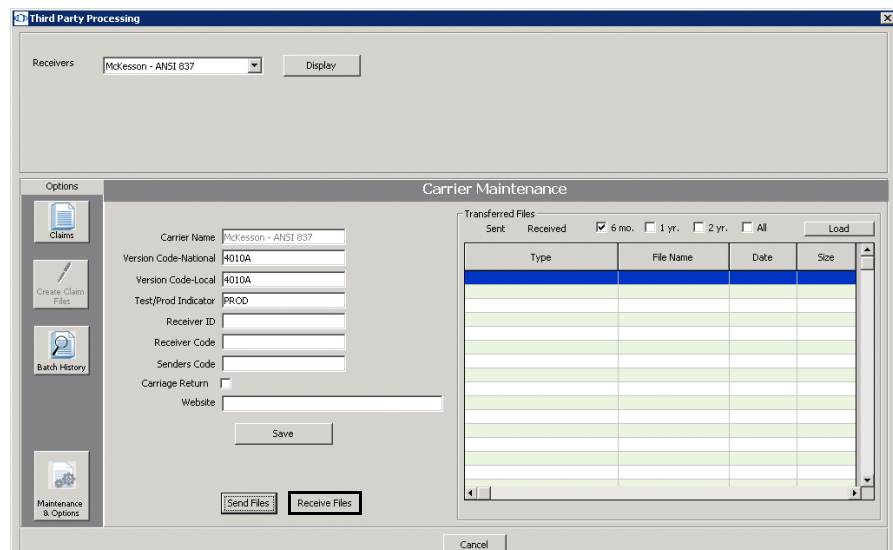 Third Party Processing
Receivers McKesson - ANSI 837 Display
Options
Carrier Maintenance
Claims
Create Claim
Files
Batch History
Maintenance
& Options
Carrier Name McKesson - ANSI 837
Version Code-National 4010A
Version Code-Local 4010A
Test/Prod Indicator PROD
Receiver ID
Receiver Code
Senders Code
Carriage Return
Website
Save
Send Files Receive Files
Transferred Files
Sent Received 6 mo. 1 yr. 2 yr. All Load
Type File Name Date Size
Cancel